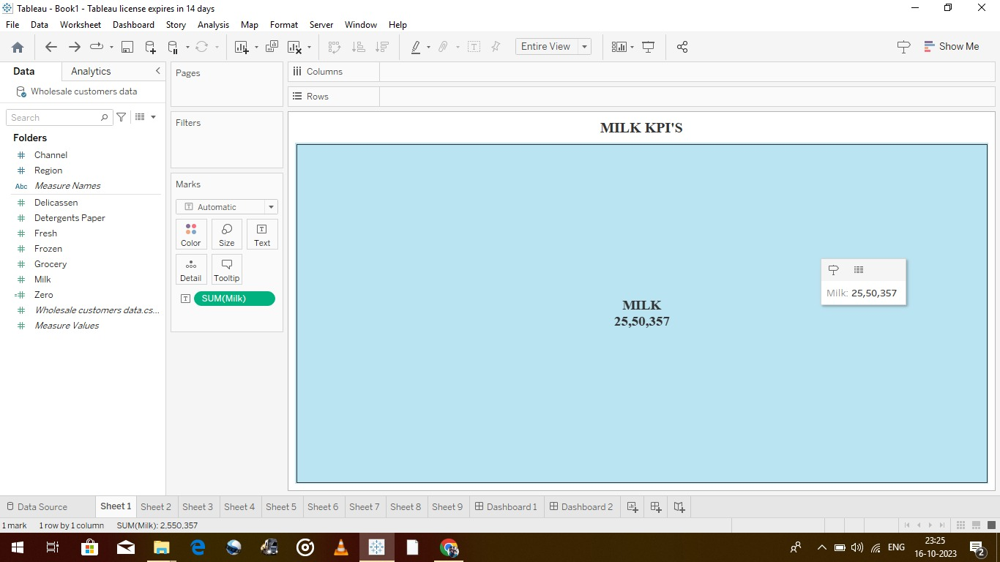 Tableau - Book1 - Tableau license expires in 14 days
File Data Worksheet Dashboard Story Analysis Map Format Server Window Help
Entire View
Show Me
Data Analytics
Wholesale customers data
Search
Folders
Channel
Region
Abc Measure Names
Delicassen
Detergents Paper
Fresh
Frozen
Grocery
Milk
Zero
Wholesale customers data.cs...
Measure Values
Pages
Filters
Marks
T Automatic
Color Size Text
Detail Tooltip
SUM(Milk)
Columns
Rows
MILK KPI'S
MILK
25,50,357
Milk: 25,50,357
Data Source Sheet 1 Sheet 2 Sheet 3 Sheet 4 Sheet 5 Sheet 6 Sheet 7 Sheet 8 Sheet 9 Dashboard 1 Dashboard 2
1 mark 1 row by 1 column SUM(Milk): 2,550,357
ENG
23:25
16-10-2023
2